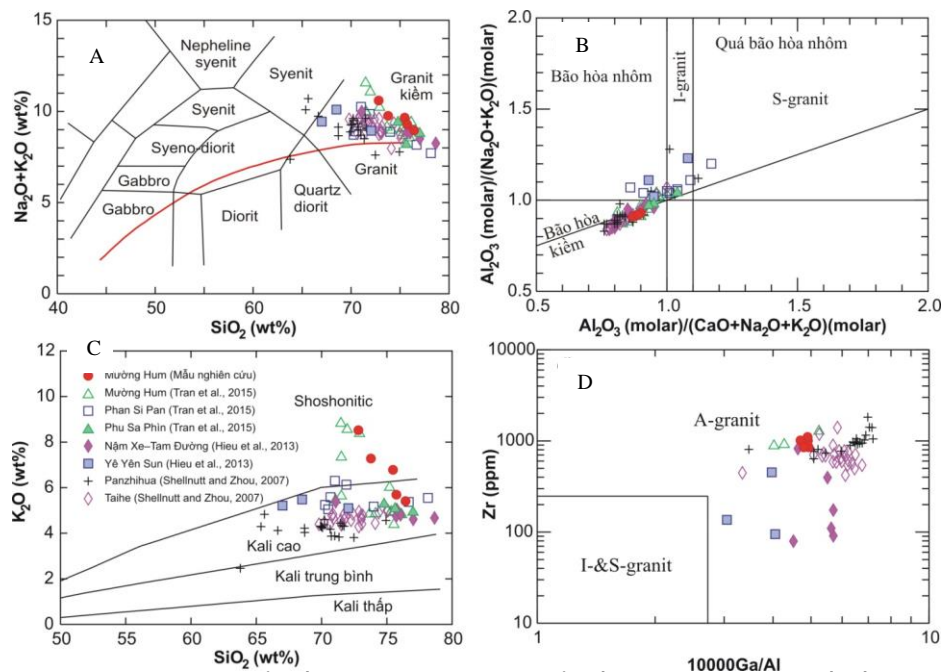 A
Na₂O+K₂O (wt%)
15
10
5
0
40
50
60
70
80
SiO₂ (wt%)
Nepheline
syenit
Syenit
Syenit
Granit
kiềm
Syeno-diorit
Gabbro
Gabbro
Diorit
Quartz
diorit
Granit
B
Al₂O₃ (molar)/(Na₂O+K₂O)(molar)
2.0
1.5
1.0
0.5
0.5
1.0
1.5
2.0
Al₂O₃ (molar)/(CaO+Na₂O+K₂O)(molar)
Bão hòa nhôm
I-granit
Quá bão hòa nhôm
S-granit
Bão hòa
kiềm
C
K₂O (wt%)
12
10
8
6
4
2
0
50
60
70
80
SiO₂ (wt%)
Mường Hum (Mẫu nghiên cứu)
Mường Hum (Tran et al., 2015)
Phan Si Pan (Tran et al., 2015)
Phu Sa Phìn (Tran et al., 2015)
Nậm Xe–Tam Đường (Hieu et al., 2013)
Yê Yên Sun (Hieu et al., 2013)
Panzhihua (Shellnutt and Zhou, 2007)
Taihe (Shellnutt and Zhou, 2007)
Shoshonitic
Kali cao
Kali trung bình
Kali thấp
D
Zr (ppm)
10000
1000
100
10
1
10
10000Ga/Al
A-granit
I-&S-granit